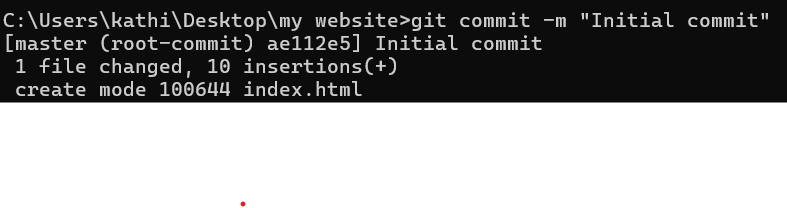 C:\Users\kathi\Desktop\my website>git commit -m "Initial commit"
[master (root-commit) ae112e5] Initial commit
 1 file changed, 10 insertions(+)
 create mode 100644 index.html